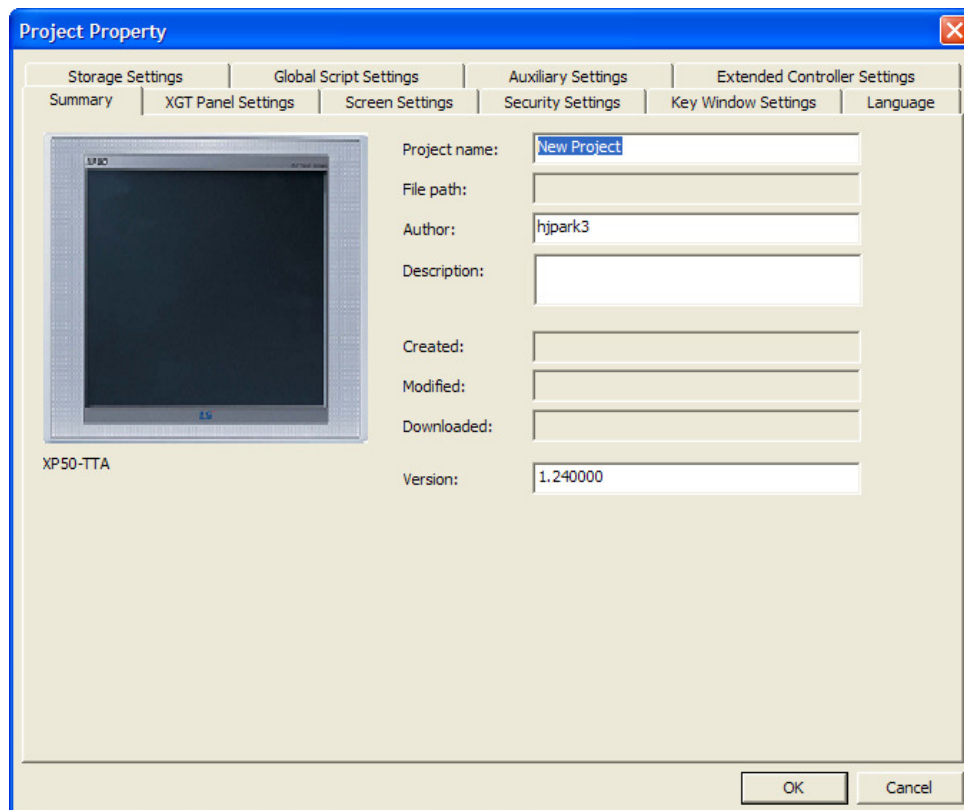 Project Property
Storage Settings Global Script Settings Auxiliary Settings Extended Controller Settings
Summary XGT Panel Settings Screen Settings Security Settings Key Window Settings Language
Project name: New Project
File path:
Author: hjpark3
Description:
Created:
Modified:
Downloaded:
XP50-TTA
Version: 1.240000
OK Cancel